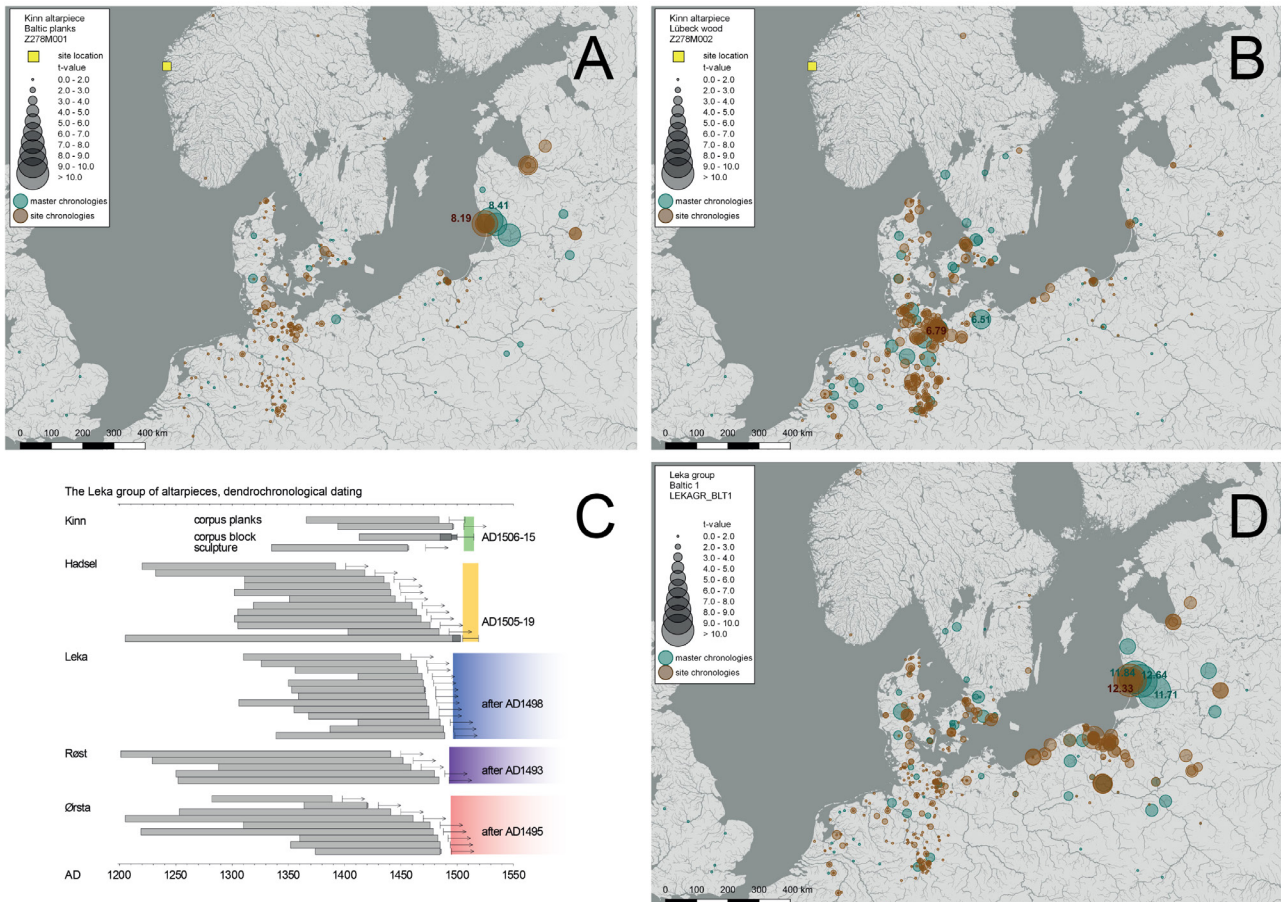 Kinn altarpiece
Baltic planks
Z278M001
site location
t-value
0.0 - 2.0
2.0 - 3.0
3.0 - 4.0
4.0 - 5.0
5.0 - 6.0
6.0 - 7.0
7.0 - 8.0
8.0 - 9.0
9.0 - 10.0
> 10.0
master chronologies
site chronologies
A
8.41
8.19
0 100 200 300 400 km
Kinn altarpiece
Lübeck wood
Z278M002
site location
t-value
0.0 - 2.0
2.0 - 3.0
3.0 - 4.0
4.0 - 5.0
5.0 - 6.0
6.0 - 7.0
7.0 - 8.0
8.0 - 9.0
9.0 - 10.0
> 10.0
master chronologies
site chronologies
B
6.51
6.79
0 100 200 300 400 km
The Leka group of altarpieces, dendrochronological dating
C
Kinn
corpus planks
corpus block
sculpture
AD1506-15
Hadsel
AD1505-19
Leka
after AD1498
Røst
after AD1493
Ørsta
after AD1495
AD
1200 1250 1300 1350 1400 1450 1500 1550
Leka group
Baltic 1
LEKAGR_BLT1
t-value
0.0 - 2.0
2.0 - 3.0
3.0 - 4.0
4.0 - 5.0
5.0 - 6.0
6.0 - 7.0
7.0 - 8.0
8.0 - 9.0
9.0 - 10.0
> 10.0
master chronologies
site chronologies
D
11.84
12.64
12.33
11.71
0 100 200 300 400 km